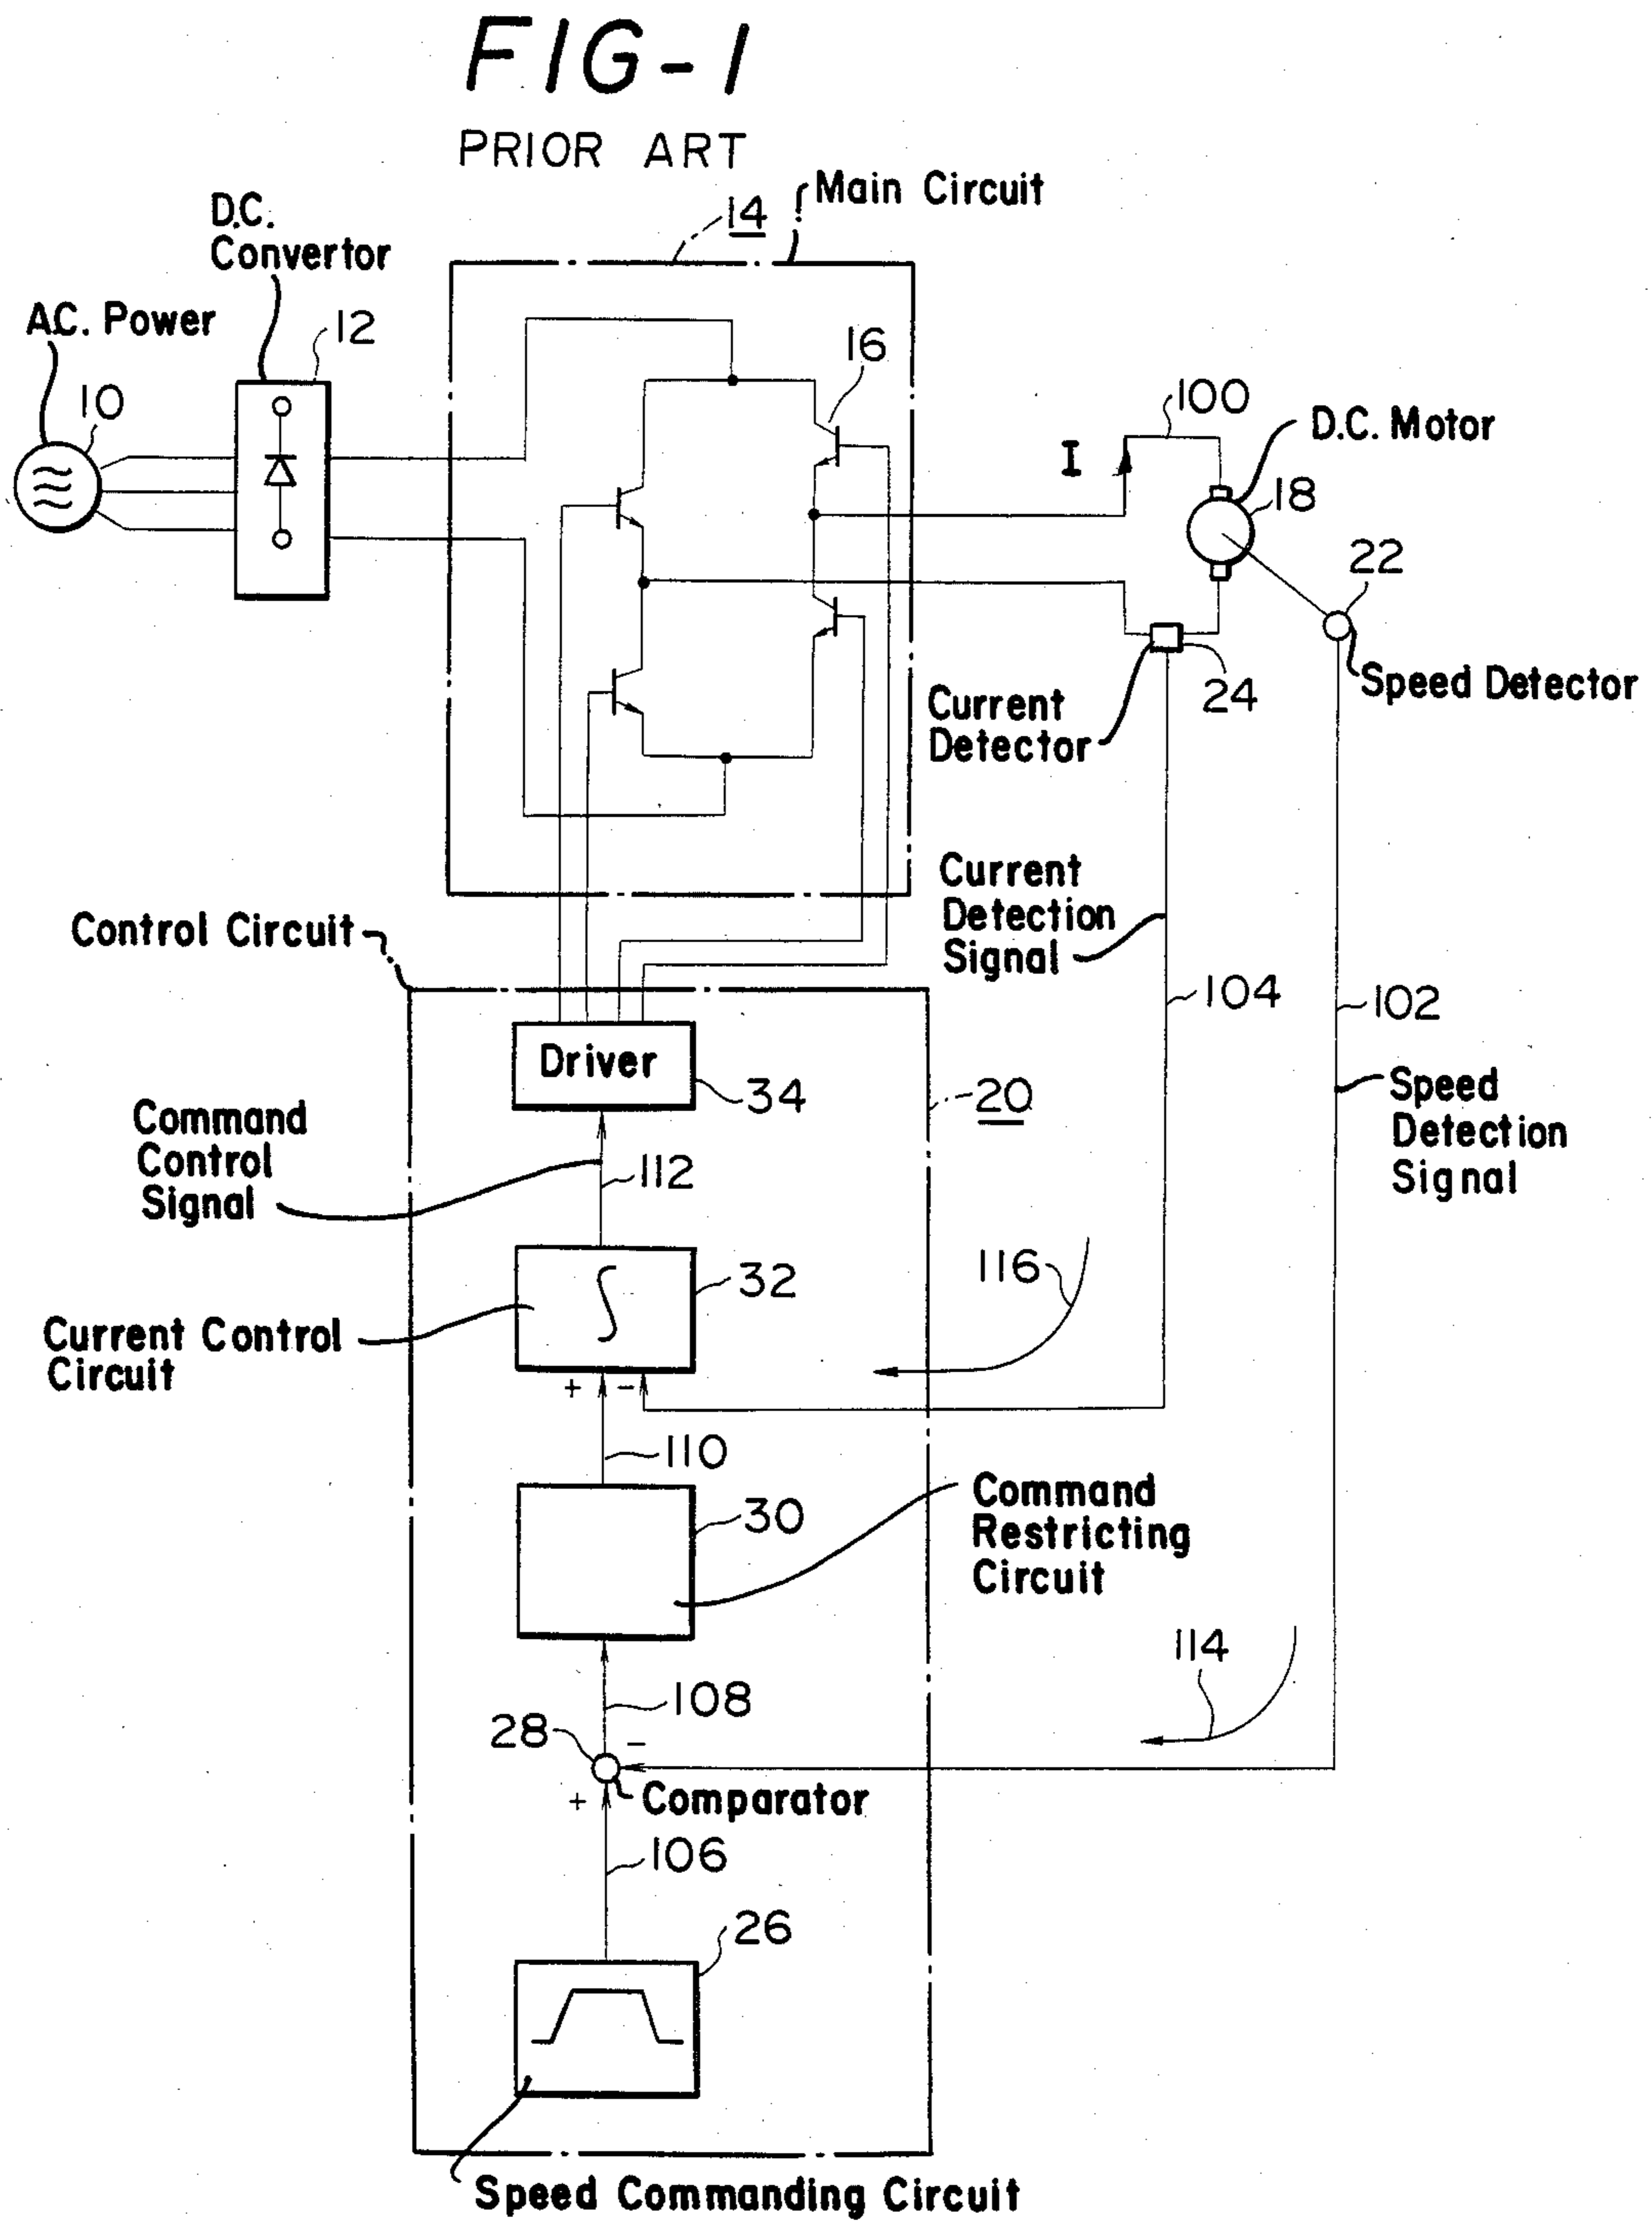 FIG-1
PRIOR ART
Main Circuit
14
D.C.
Convertor
A.C. Power
12
10
16
100
I
D.C. Motor
18
22
Speed Detector
24
Current
Detector
Current
Detection
Signal
Control Circuit
104
102
Driver
34
20
Speed
Detection
Signal
Command
Control
Signal
112
116
32
Current Control
Circuit
+ -
110
30
Command
Restricting
Circuit
114
108
28
-
+
Comparator
106
26
Speed Commanding Circuit